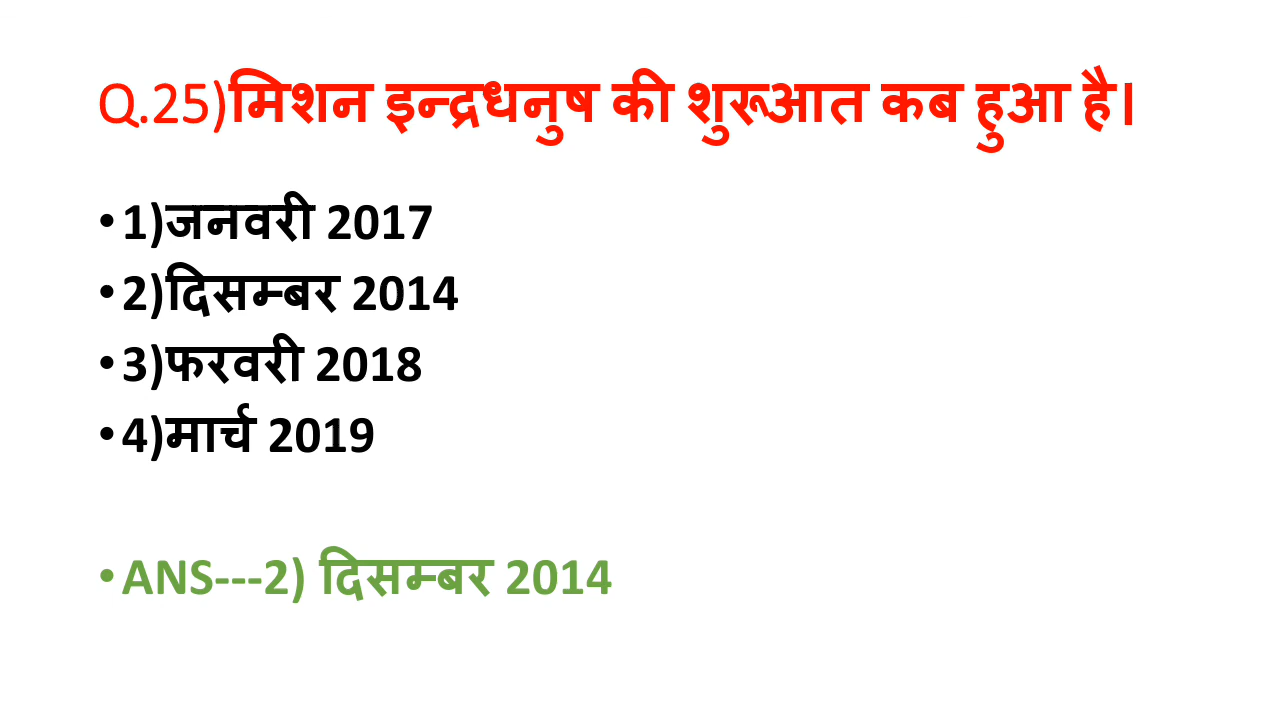 Q.25)मिशन इन्द्रधनुष की शुरूआत कब हुआ है।
•1)जनवरी 2017
•2)दिसम्बर 2014
•3)फरवरी 2018
•4)मार्च 2019
•ANS---2) दिसम्बर 2014